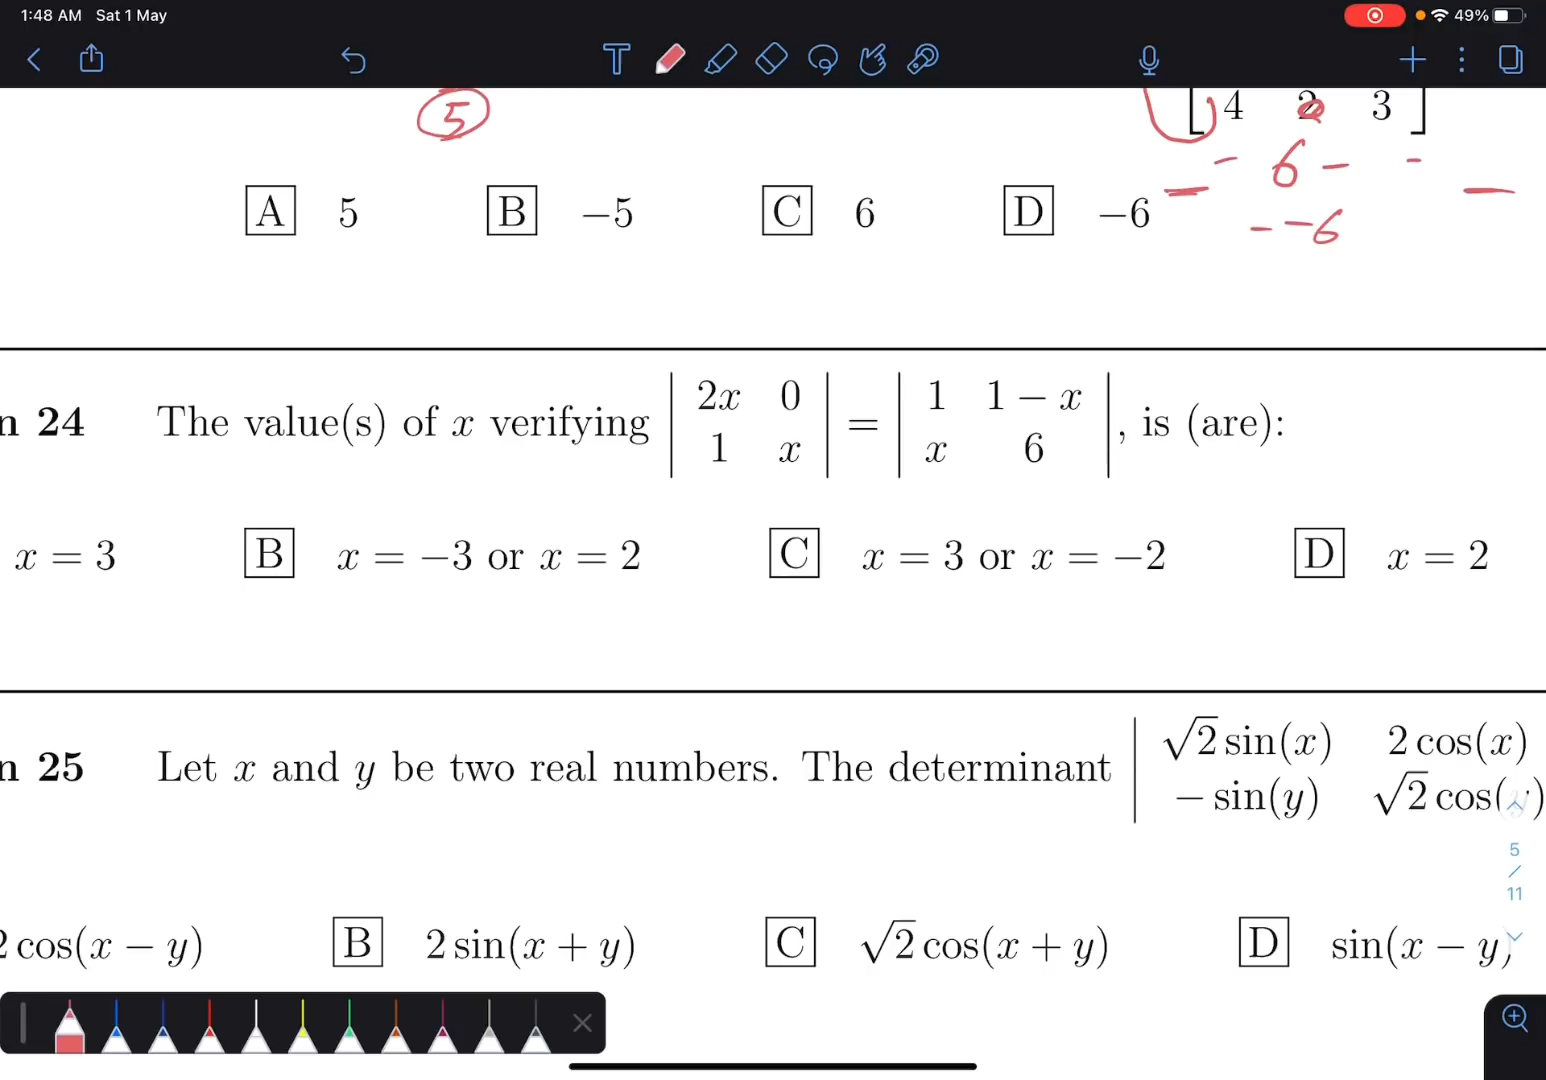 1:48 AM Sat 1 May
49%
5
4 2 3
- 6 - -
A 5 B −5 C 6 D −6
- -6
n 24 The value(s) of x verifying | 2x 0 | = | 1 1 − x |, is (are):
| 1 x | | x 6 |
x = 3 B x = −3 or x = 2 C x = 3 or x = −2 D x = 2
n 25 Let x and y be two real numbers. The determinant | √2 sin(x) 2 cos(x)
− sin(y) √2 cos(y)
5
/
11
2 cos(x − y) B 2 sin(x + y) C √2 cos(x + y) D sin(x − y)